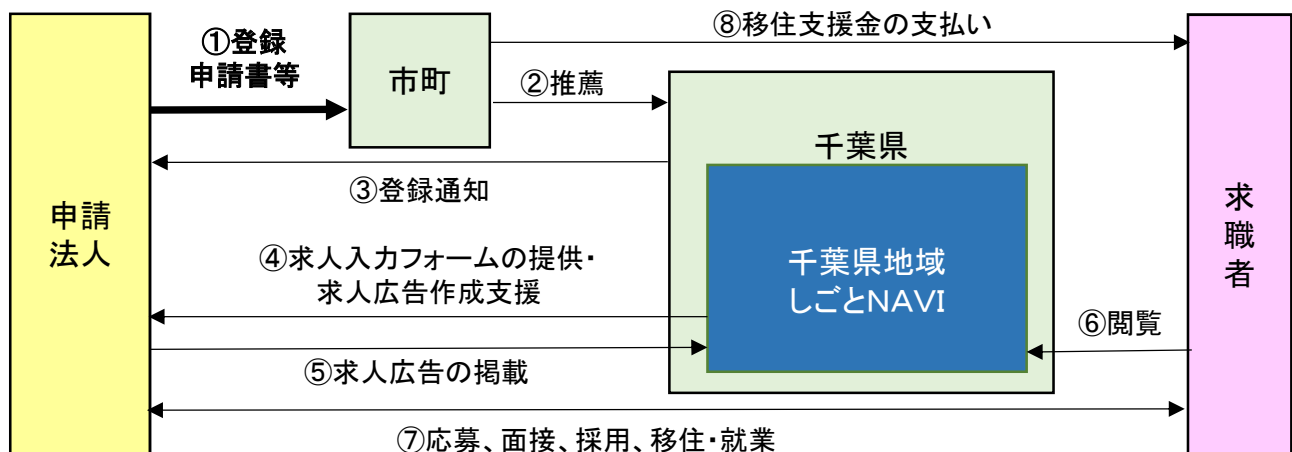 ①登録
申請書等
市町
⑧移住支援金の支払い
②推薦
千葉県
③登録通知
申請
法人
④求人入力フォームの提供・
求人広告作成支援
千葉県地域
しごとNAVI
求
職
者
⑥閲覧
⑤求人広告の掲載
⑦応募、面接、採用、移住・就業